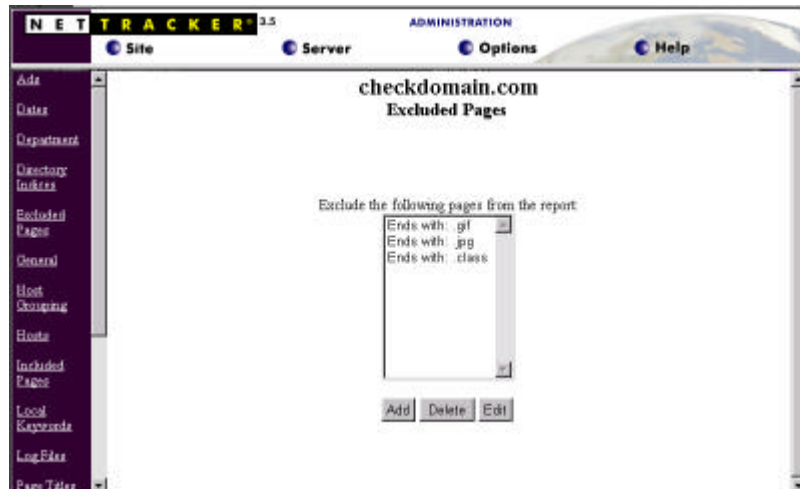 NET TRACKER® 3.5
ADMINISTRATION
Site
Server
Options
Help
Ads
Dates
Department
Directory
Indices
Excluded
Pages
General
Host
Grouping
Hosts
Included
Pages
Local
Keywords
Log Files
Page Titles
checkdomain.com
Excluded Pages
Exclude the following pages from the report
Ends with: .gif
Ends with: .jpg
Ends with: .class
Add
Delete
Edit